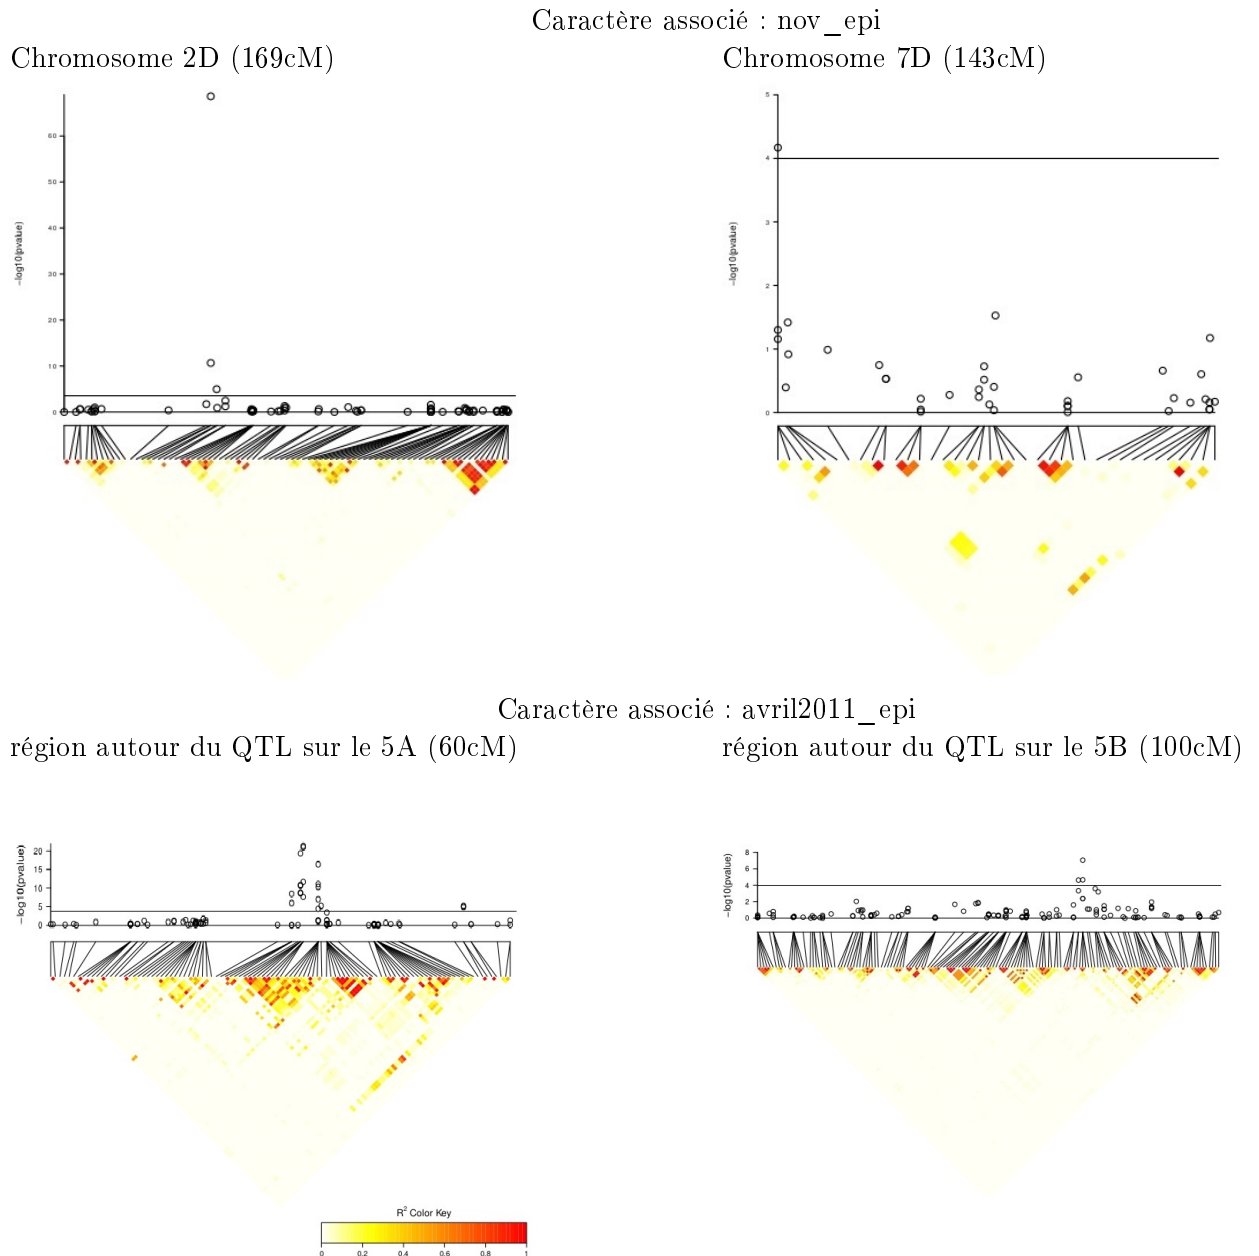 Caractère associé : nov_epi
Chromosome 2D (169cM)
Chromosome 7D (143cM)
60
50
40
30
20
10
0
−log10(pvalue)
5
4
3
2
1
0
−log10(pvalue)
Caractère associé : avril2011_epi
région autour du QTL sur le 5A (60cM)
région autour du QTL sur le 5B (100cM)
20
15
10
5
0
−log10(pvalue)
8
6
4
2
0
−log10(pvalue)
R² Color Key
0 0.2 0.4 0.6 0.8 1